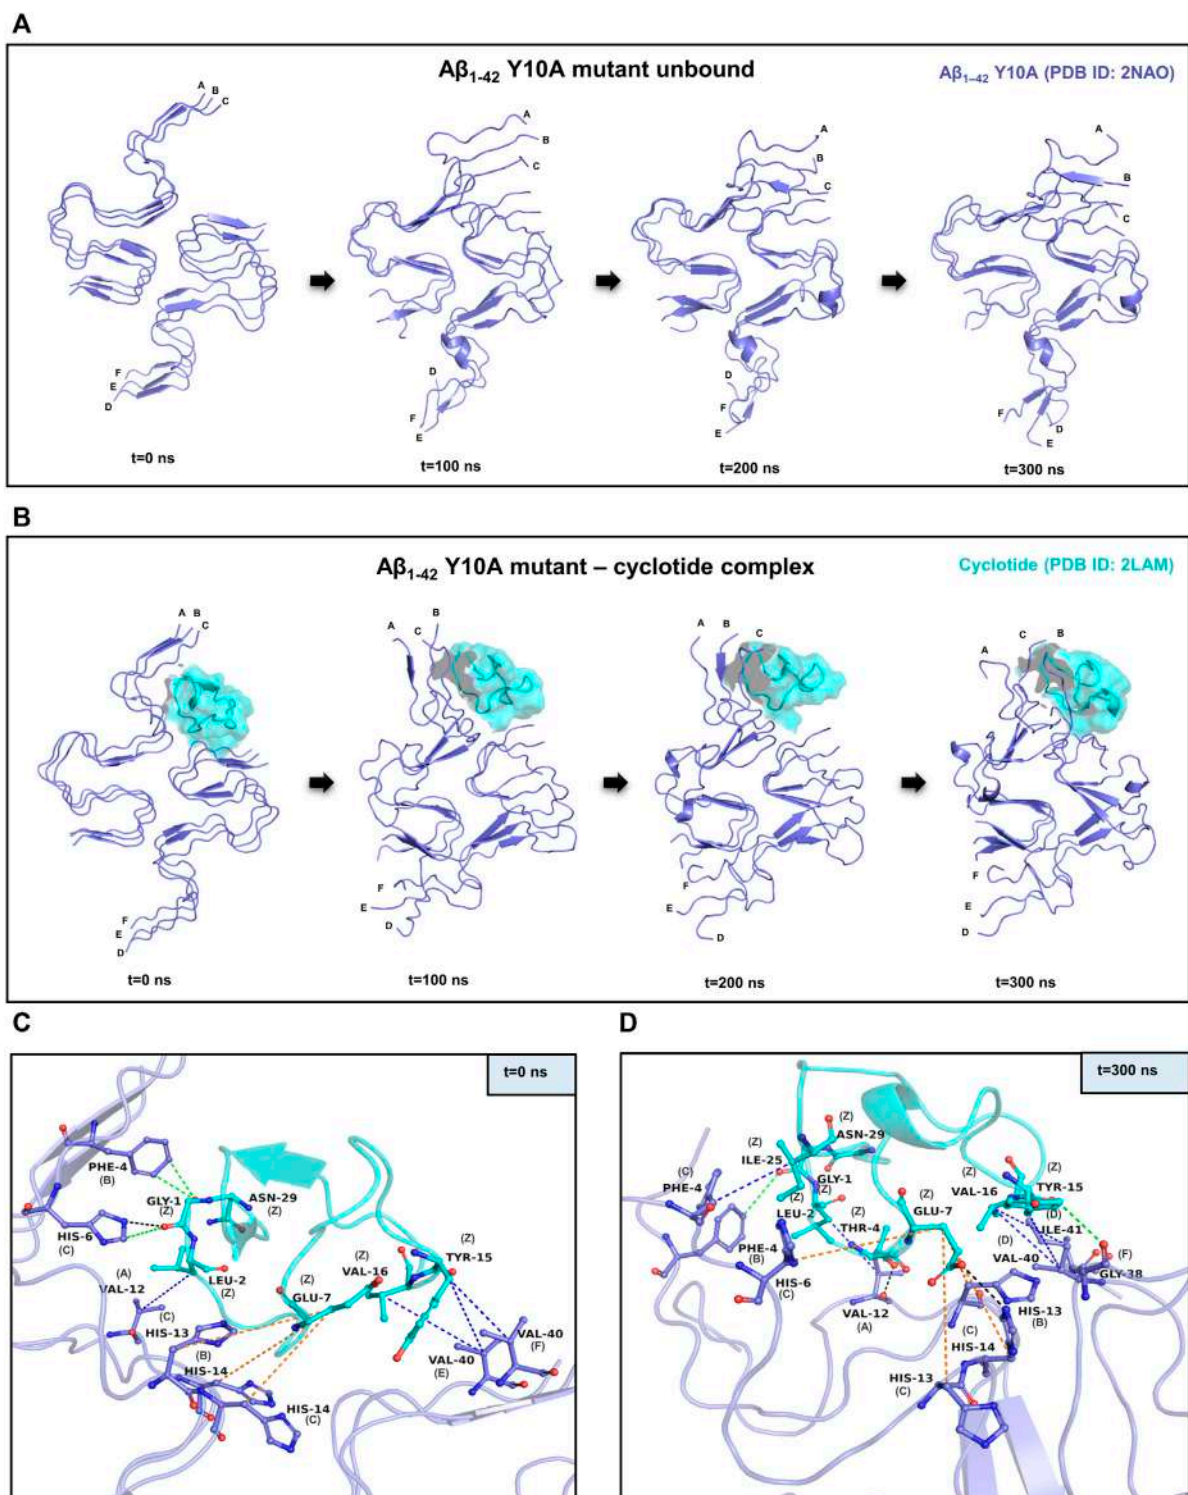 A
Aβ1-42 Y10A mutant unbound
Aβ1–42 Y10A (PDB ID: 2NAO)
A
B
C
F
E
D
t=0 ns
A
B
C
D
F
E
t=100 ns
A
B
C
D
F
E
t=200 ns
A
B
C
F
D
E
t=300 ns
B
Aβ1-42 Y10A mutant – cyclotide complex
Cyclotide (PDB ID: 2LAM)
A B
C
F
E
D
t=0 ns
B
A
C
F
E
D
t=100 ns
A B
C
F
E
D
t=200 ns
C B
A
F
E
D
t=300 ns
C
t=0 ns
PHE-4
(B)
GLY-1
(Z)
ASN-29
(Z)
HIS-6
(C)
LEU-2
(Z)
(A)
VAL-12
(C)
HIS-13
(B)
HIS-14
HIS-14
(C)
(Z)
GLU-7
(Z)
VAL-16
(Z)
TYR-15
VAL-40
(F)
VAL-40
(E)
D
t=300 ns
(Z)
ASN-29
(Z)
ILE-25
(C)
PHE-4
GLY-1
(Z)
LEU-2
(Z)
THR-4
(Z)
GLU-7
(Z)
VAL-16
(Z)
TYR-15
(D)
ILE-41
(D)
VAL-40
(F)
GLY-38
PHE-4
(B)
HIS-6
(C)
VAL-12
(A)
HIS-13
(B)
(C)
HIS-14
HIS-13
(C)